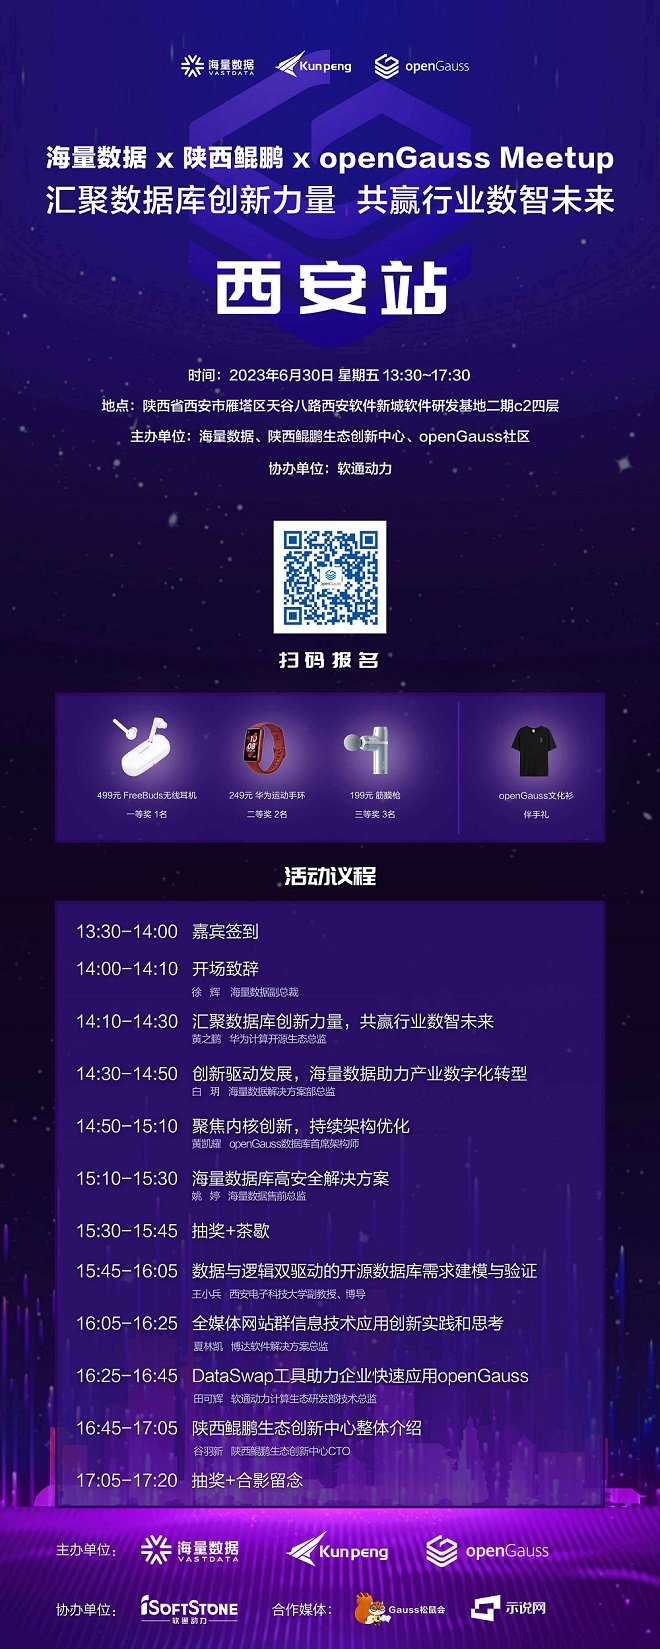 海量数据 VASTDATA Kunpeng openGauss
海量数据 x 陕西鲲鹏 x openGauss Meetup
汇聚数据库创新力量 共赢行业数智未来
西安站
时间：2023年6月30日 星期五 13:30~17:30
地点：陕西省西安市雁塔区天谷八路西安软件新城软件研发基地二期c2四层
主办单位：海量数据、陕西鲲鹏生态创新中心、openGauss社区
协办单位：软通动力
openGauss
扫码报名
499元 FreeBuds无线耳机 249元 华为运动手环 199元 筋膜枪 openGauss文化衫
一等奖 1名 二等奖 2名 三等奖 3名 伴手礼
活动议程
13:30-14:00 嘉宾签到
14:00-14:10 开场致辞
徐 辉 海量数据副总裁
14:10-14:30 汇聚数据库创新力量，共赢行业数智未来
黄之鹏 华为计算开源生态总监
14:30-14:50 创新驱动发展，海量数据助力产业数字化转型
白 玥 海量数据解决方案部总监
14:50-15:10 聚焦内核创新，持续架构优化
黄凯耀 openGauss数据库首席架构师
15:10-15:30 海量数据库高安全解决方案
姚 婷 海量数据售前总监
15:30-15:45 抽奖+茶歇
15:45-16:05 数据与逻辑双驱动的开源数据库需求建模与验证
王小兵 西安电子科技大学副教授、博导
16:05-16:25 全媒体网站群信息技术应用创新实践和思考
夏林凯 博达软件解决方案总监
16:25-16:45 DataSwap工具助力企业快速应用openGauss
田可辉 软通动力计算生态研发部技术总监
16:45-17:05 陕西鲲鹏生态创新中心整体介绍
谷羽新 陕西鲲鹏生态创新中心CTO
17:05-17:20 抽奖+合影留念
主办单位： 海量数据 VASTDATA Kunpeng openGauss
协办单位： iSOFTSTONE 软通动力 合作媒体： Gauss松鼠会 示说网